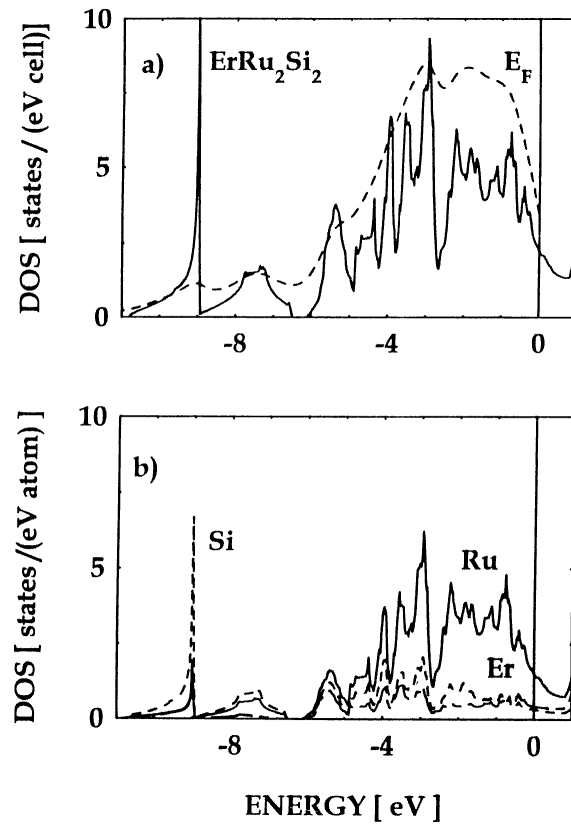 10
a)
ErRu₂Si₂
E_F
DOS [ states / (eV cell)]
5
0
-8
-4
0
10
b)
Si
DOS [ states /(eV atom) ]
5
Ru
Er
0
-8
-4
0
ENERGY [ eV ]